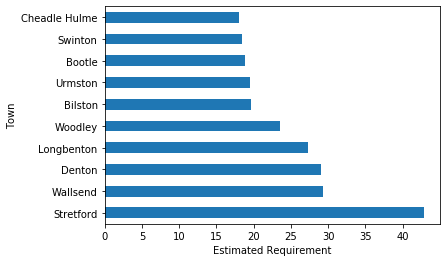 Cheadle Hulme
Swinton
Bootle
Urmston
Bilston
Woodley
Longbenton
Denton
Wallsend
Stretford
Town
0 5 10 15 20 25 30 35 40
Estimated Requirement